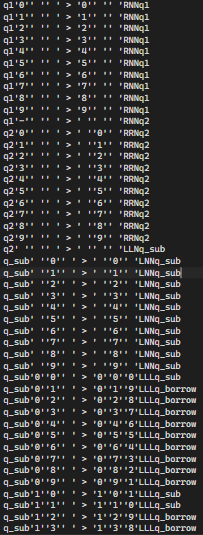 q1'0'' '' ' > '0'' '' 'RNNq1
q1'1'' '' ' > '1'' '' 'RNNq1
q1'2'' '' ' > '2'' '' 'RNNq1
q1'3'' '' ' > '3'' '' 'RNNq1
q1'4'' '' ' > '4'' '' 'RNNq1
q1'5'' '' ' > '5'' '' 'RNNq1
q1'6'' '' ' > '6'' '' 'RNNq1
q1'7'' '' ' > '7'' '' 'RNNq1
q1'8'' '' ' > '8'' '' 'RNNq1
q1'9'' '' ' > '9'' '' 'RNNq1
q1'-'' '' ' > ' '' '' 'RNNq2
q2'0'' '' ' > ' ''0'' 'RRNq2
q2'1'' '' ' > ' ''1'' 'RRNq2
q2'2'' '' ' > ' ''2'' 'RRNq2
q2'3'' '' ' > ' ''3'' 'RRNq2
q2'4'' '' ' > ' ''4'' 'RRNq2
q2'5'' '' ' > ' ''5'' 'RRNq2
q2'6'' '' ' > ' ''6'' 'RRNq2
q2'7'' '' ' > ' ''7'' 'RRNq2
q2'8'' '' ' > ' ''8'' 'RRNq2
q2'9'' '' ' > ' ''9'' 'RRNq2
q2' '' '' ' > ' '' '' 'LLNq_sub
q_sub' ''0'' ' > ' ''0'' 'LNNq_sub
q_sub' ''1'' ' > ' ''1'' 'LNNq_sub
q_sub' ''2'' ' > ' ''2'' 'LNNq_sub
q_sub' ''3'' ' > ' ''3'' 'LNNq_sub
q_sub' ''4'' ' > ' ''4'' 'LNNq_sub
q_sub' ''5'' ' > ' ''5'' 'LNNq_sub
q_sub' ''6'' ' > ' ''6'' 'LNNq_sub
q_sub' ''7'' ' > ' ''7'' 'LNNq_sub
q_sub' ''8'' ' > ' ''8'' 'LNNq_sub
q_sub' ''9'' ' > ' ''9'' 'LNNq_sub
q_sub'0''0'' ' > '0''0''0'LLLq_sub
q_sub'0''1'' ' > '0''1''9'LLLq_borrow
q_sub'0''2'' ' > '0''2''8'LLLq_borrow
q_sub'0''3'' ' > '0''3''7'LLLq_borrow
q_sub'0''4'' ' > '0''4''6'LLLq_borrow
q_sub'0''5'' ' > '0''5''5'LLLq_borrow
q_sub'0''6'' ' > '0''6''4'LLLq_borrow
q_sub'0''7'' ' > '0''7''3'LLLq_borrow
q_sub'0''8'' ' > '0''8''2'LLLq_borrow
q_sub'0''9'' ' > '0''9''1'LLLq_borrow
q_sub'1''0'' ' > '1''0''1'LLLq_sub
q_sub'1''1'' ' > '1''1''0'LLLq_sub
q_sub'1''2'' ' > '1''2''9'LLLq_borrow
q_sub'1''3'' ' > '1''3''8'LLLq_borrow